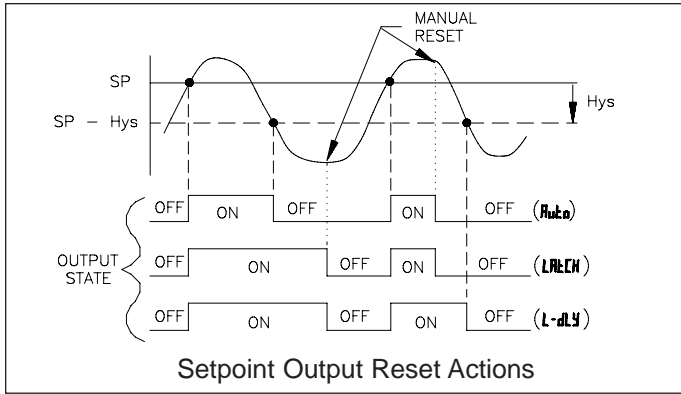 MANUAL
RESET
SP
Hys
SP - Hys
OFF ON OFF ON OFF (Auto)
OUTPUT
STATE
OFF ON OFF ON OFF (LAtCH)
OFF ON OFF ON OFF (L-dLY)
Setpoint Output Reset Actions